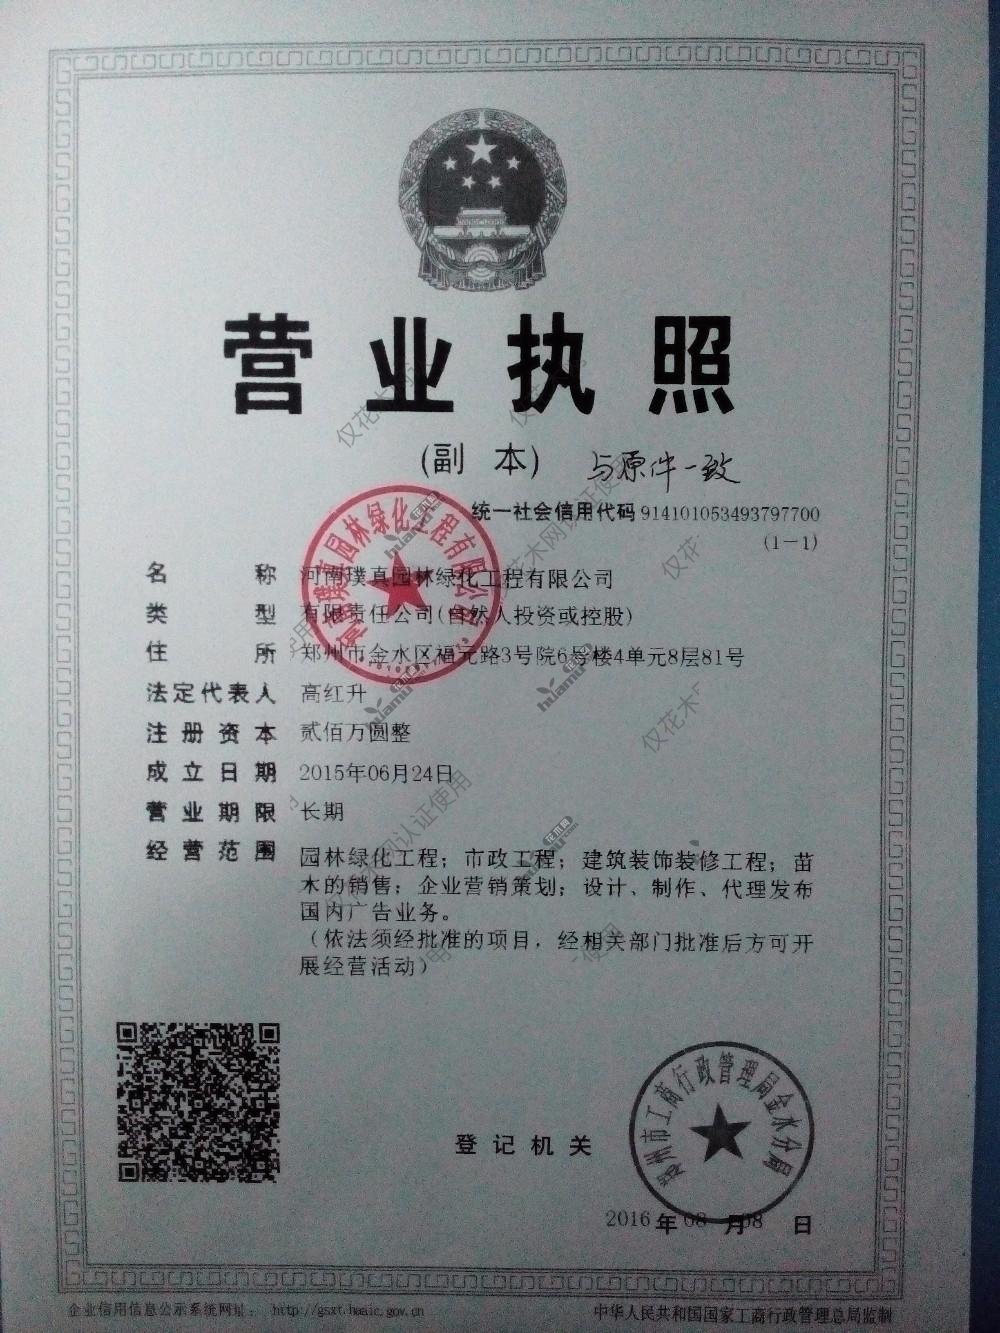 营业执照
(副 本) 与原件一致
统一社会信用代码 914101053493797700
(1-1)
名称 河南璞真园林绿化工程有限公司
类型 有限责任公司(自然人投资或控股)
住所 郑州市金水区福元路3号院6号楼4单元8层81号
法定代表人 高红升
注册资本 贰佰万圆整
成立日期 2015年06月24日
营业期限 长期
经营范围 园林绿化工程；市政工程；建筑装饰装修工程；苗
木的销售；企业营销策划；设计、制作、代理发布
国内广告业务。
（依法须经批准的项目，经相关部门批准后方可开
展经营活动）
登记机关
郑州市工商行政管理局金水分局
2016年08月08日
企业信用信息公示系统网址： http://gsxt.haaic.gov.cn
中华人民共和国国家工商行政管理总局监制